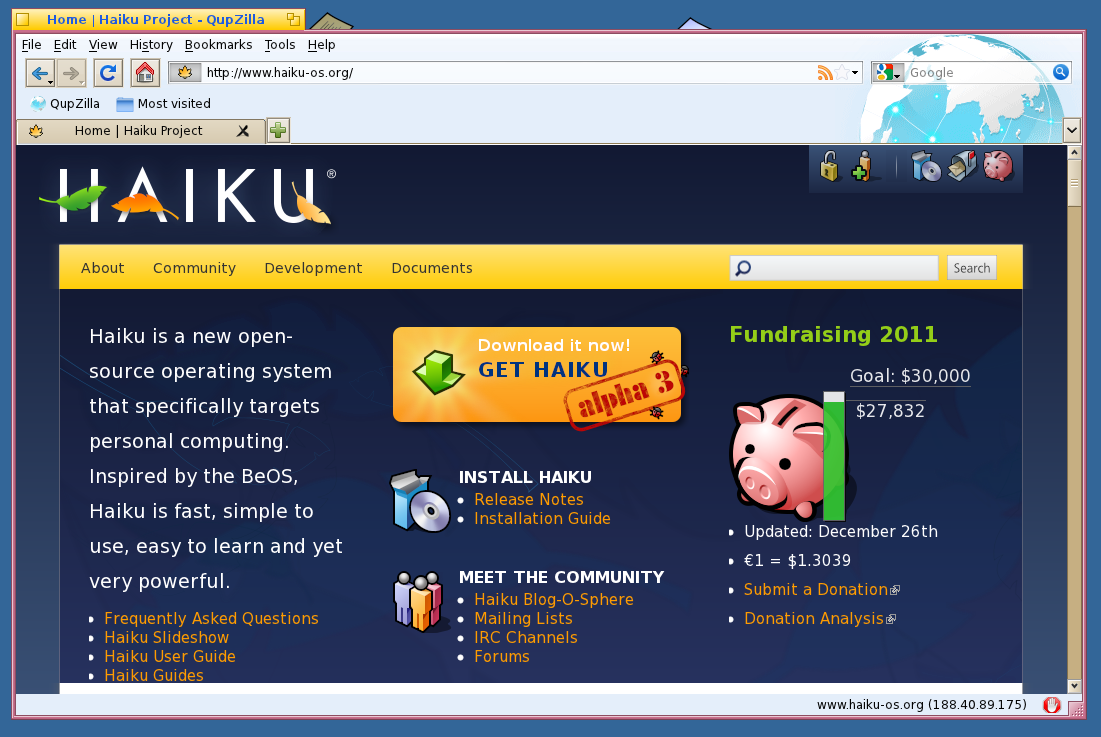 Home | Haiku Project - QupZilla
File Edit View History Bookmarks Tools Help
http://www.haiku-os.org/
Google
QupZilla Most visited
Home | Haiku Project
HAIKU®
About Community Development Documents
Search
Haiku is a new open-
source operating system
that specifically targets
personal computing.
Inspired by the BeOS,
Haiku is fast, simple to
use, easy to learn and yet
very powerful.
Frequently Asked Questions
Haiku Slideshow
Haiku User Guide
Haiku Guides
Download it now!
GET HAIKU
alpha 3
INSTALL HAIKU
Release Notes
Installation Guide
MEET THE COMMUNITY
Haiku Blog-O-Sphere
Mailing Lists
IRC Channels
Forums
Fundraising 2011
Goal: $30,000
$27,832
Updated: December 26th
€1 = $1.3039
Submit a Donation
Donation Analysis
www.haiku-os.org (188.40.89.175)